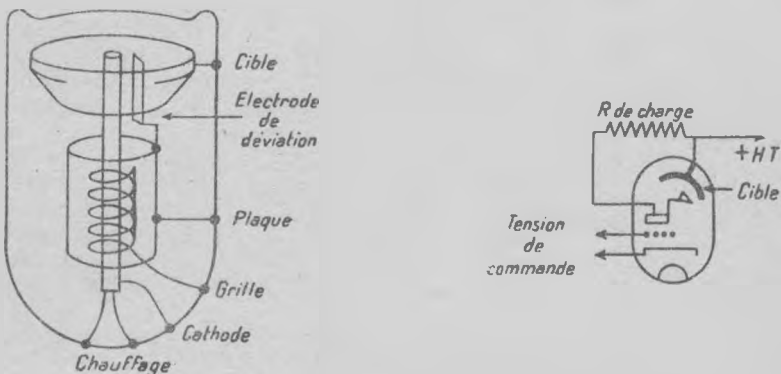 Cible
Electrode
de
déviation
Plaque
Grille
Cathode
Chauffage
R de charge
+HT
Cible
Tension
de
commande